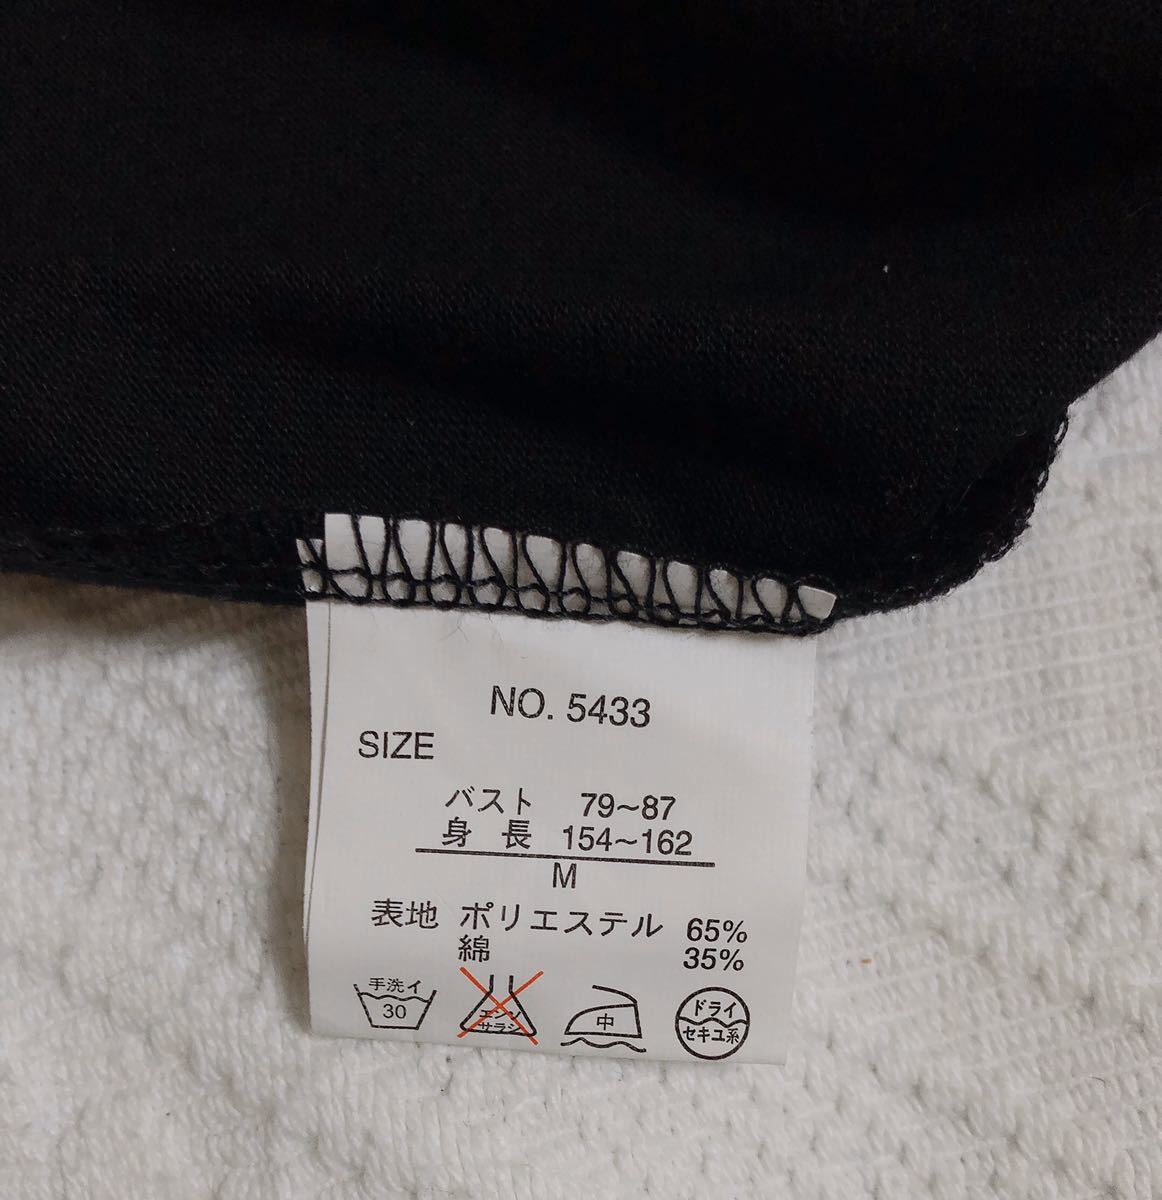 NO. 5433
SIZE
バスト 79~87
身長 154~162
M
表地 ポリエステル 65%
綿 35%
手洗イ
30
エンソ
サラシ
中
ドライ
セキユ系